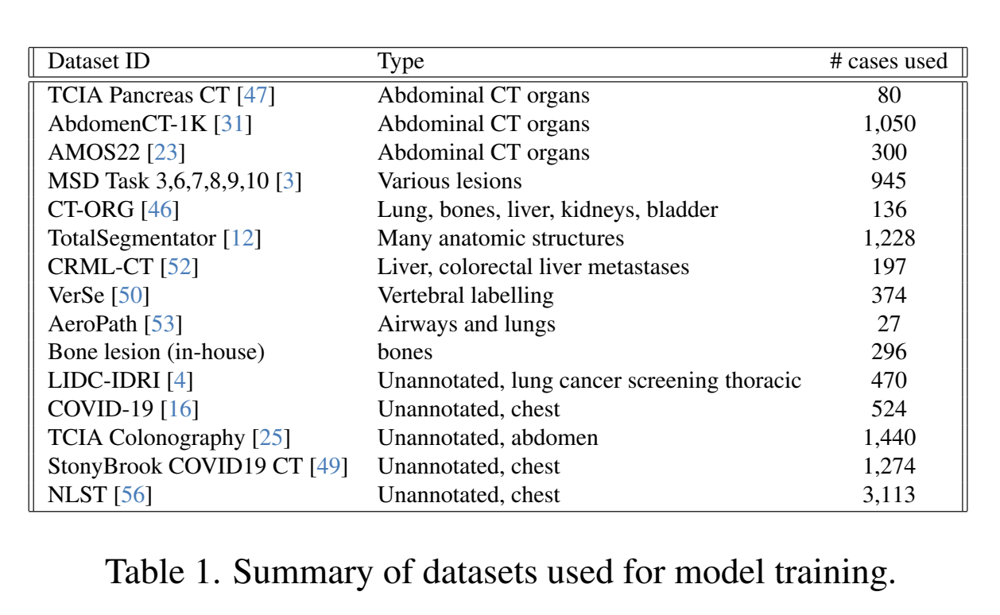 Dataset ID Type # cases used
TCIA Pancreas CT [47] Abdominal CT organs 80
AbdomenCT-1K [31] Abdominal CT organs 1,050
AMOS22 [23] Abdominal CT organs 300
MSD Task 3,6,7,8,9,10 [3] Various lesions 945
CT-ORG [46] Lung, bones, liver, kidneys, bladder 136
TotalSegmentator [12] Many anatomic structures 1,228
CRML-CT [52] Liver, colorectal liver metastases 197
VerSe [50] Vertebral labelling 374
AeroPath [53] Airways and lungs 27
Bone lesion (in-house) bones 296
LIDC-IDRI [4] Unannotated, lung cancer screening thoracic 470
COVID-19 [16] Unannotated, chest 524
TCIA Colonography [25] Unannotated, abdomen 1,440
StonyBrook COVID19 CT [49] Unannotated, chest 1,274
NLST [56] Unannotated, chest 3,113
Table 1. Summary of datasets used for model training.